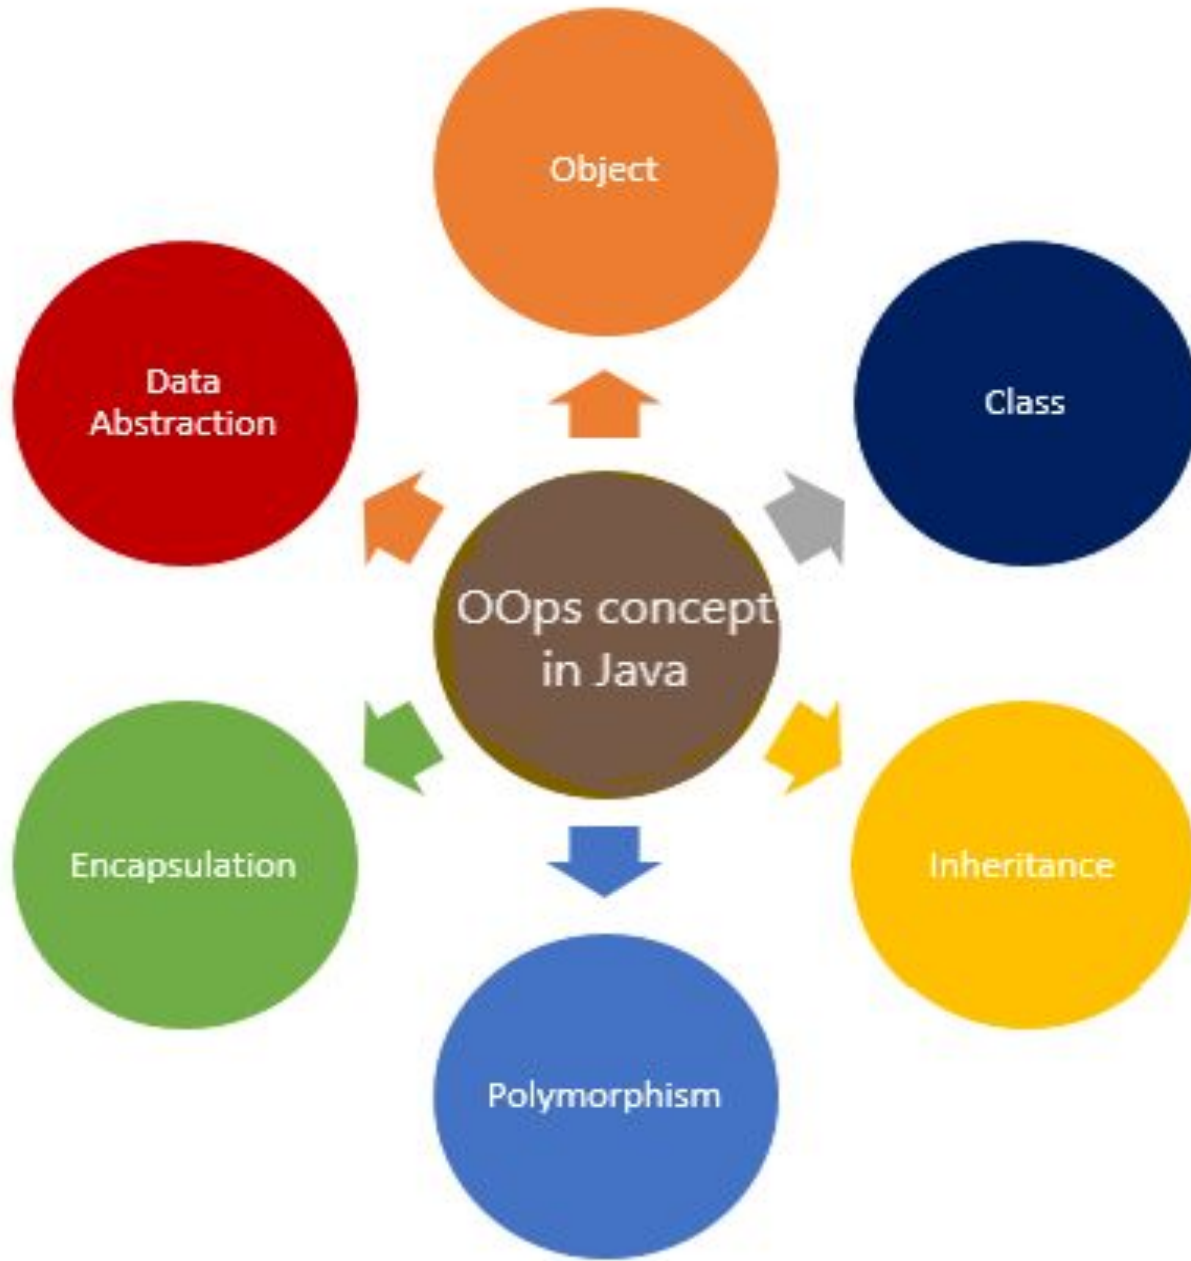 Object
Data
Abstraction
Class
OOps concept
in Java
Encapsulation
Inheritance
Polymorphism